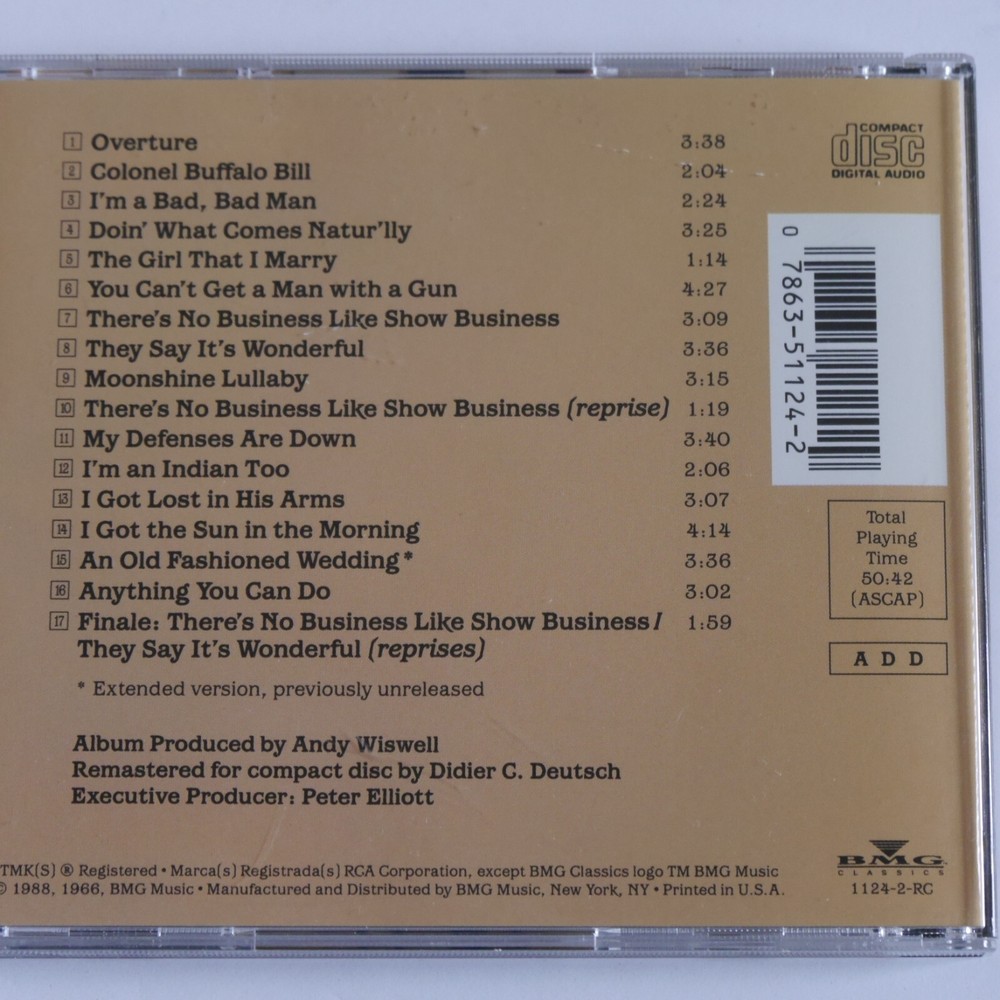 1 Overture 3:38
2 Colonel Buffalo Bill 2:04
3 I'm a Bad, Bad Man 2:24
4 Doin' What Comes Natur'lly 3:25
5 The Girl That I Marry 1:14
6 You Can't Get a Man with a Gun 4:27
7 There's No Business Like Show Business 3:09
8 They Say It's Wonderful 3:36
9 Moonshine Lullaby 3:15
10 There's No Business Like Show Business (reprise) 1:19
11 My Defenses Are Down 3:40
12 I'm an Indian Too 2:06
13 I Got Lost in His Arms 3:07
14 I Got the Sun in the Morning 4:14
15 An Old Fashioned Wedding* 3:36
16 Anything You Can Do 3:02
17 Finale: There's No Business Like Show Business/ 1:59
They Say It's Wonderful (reprises)
* Extended version, previously unreleased
Album Produced by Andy Wiswell
Remastered for compact disc by Didier C. Deutsch
Executive Producer: Peter Elliott
TMK(S) ® Registered • Marca(s) Registrada(s) RCA Corporation, except BMG Classics logo TM BMG Music
© 1988, 1966, BMG Music • Manufactured and Distributed by BMG Music, New York, NY • Printed in U.S.A.
COMPACT
disc
DIGITAL AUDIO
0 7863-51124-2
Total
Playing
Time
50:42
(ASCAP)
A D D
BMG
CLASSICS
1124-2-RC